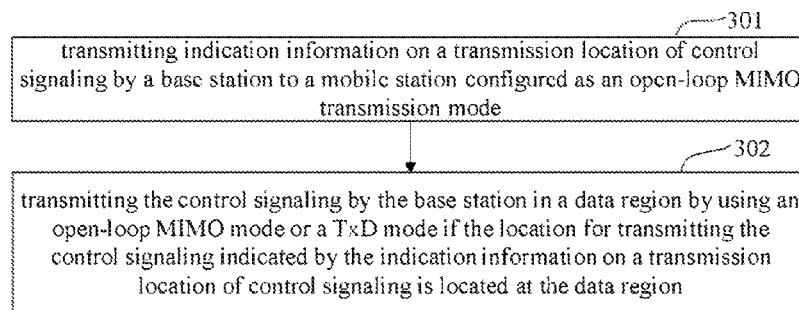 301
transmitting indication information on a transmission location of control
signaling by a base station to a mobile station configured as an open-loop MIMO
transmission mode
302
transmitting the control signaling by the base station in a data region by using an
open-loop MIMO mode or a TxD mode if the location for transmitting the
control signaling indicated by the indication information on a transmission
location of control signaling is located at the data region